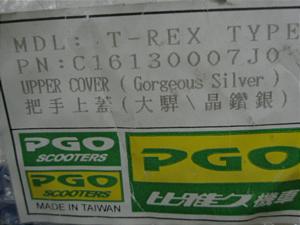 MDL: T-REX TYPE
PN:C16130007J0
UPPER COVER (Gorgeous Silver)
把手上蓋(大騂\晶鑽銀)
PGO
SCOOTERS
PGO
SCOOTERS
MADE IN TAIWAN
PGO
比雅久機車